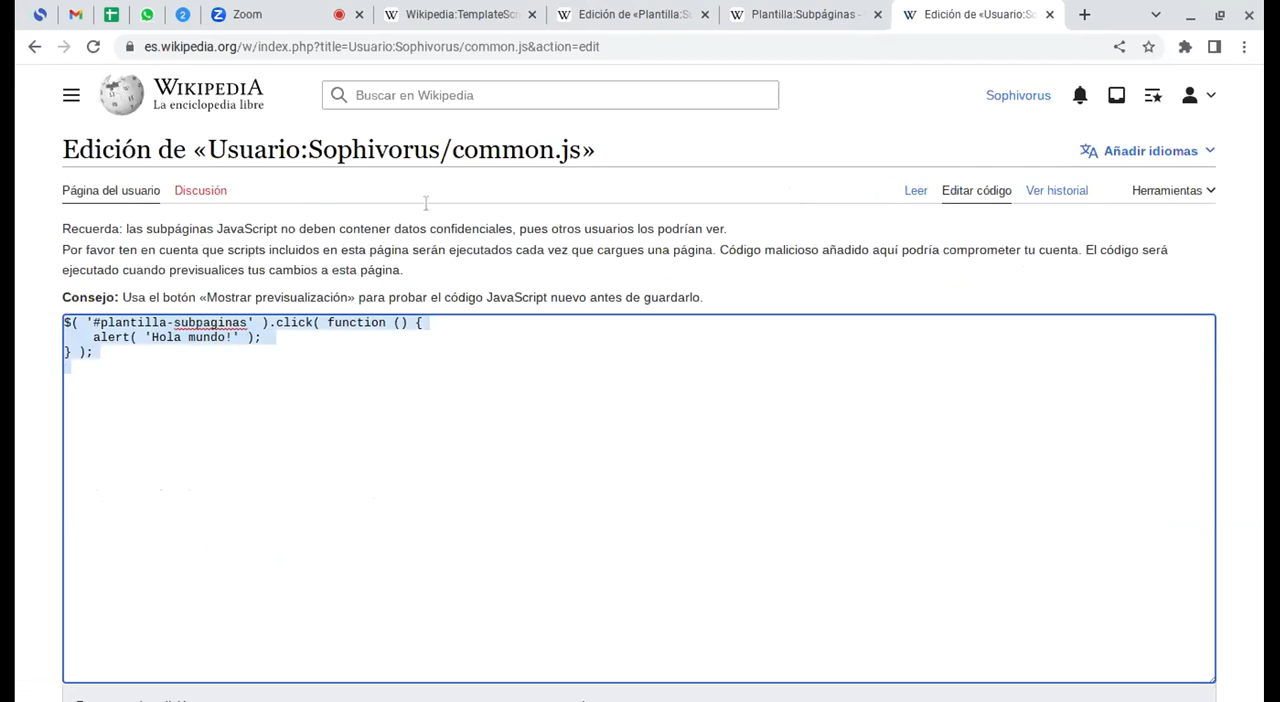 Zoom
Wikipedia:TemplateScr
Edición de «Plantilla:Su
Plantilla:Subpáginas -
Edición de «Usuario:So
es.wikipedia.org/w/index.php?title=Usuario:Sophivorus/common.js&action=edit
WIKIPEDIA
La enciclopedia libre
Buscar en Wikipedia
Sophivorus
Edición de «Usuario:Sophivorus/common.js»
Añadir idiomas
Página del usuario
Discusión
Leer
Editar código
Ver historial
Herramientas
Recuerda: las subpáginas JavaScript no deben contener datos confidenciales, pues otros usuarios los podrían ver.
Por favor ten en cuenta que scripts incluidos en esta página serán ejecutados cada vez que cargues una página. Código malicioso añadido aquí podría comprometer tu cuenta. El código será
ejecutado cuando previsualices tus cambios a esta página.
Consejo: Usa el botón «Mostrar previsualización» para probar el código JavaScript nuevo antes de guardarlo.
$( '#plantilla-subpaginas' ).click( function () {
alert( 'Hola mundo!' );
} );